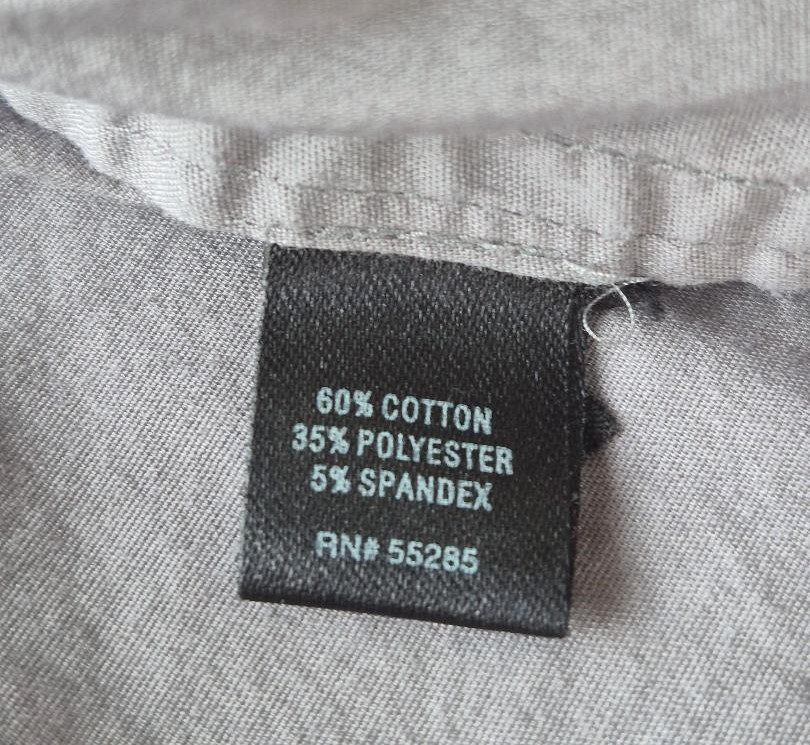 60% COTTON
35% POLYESTER
5% SPANDEX
RN# 55285